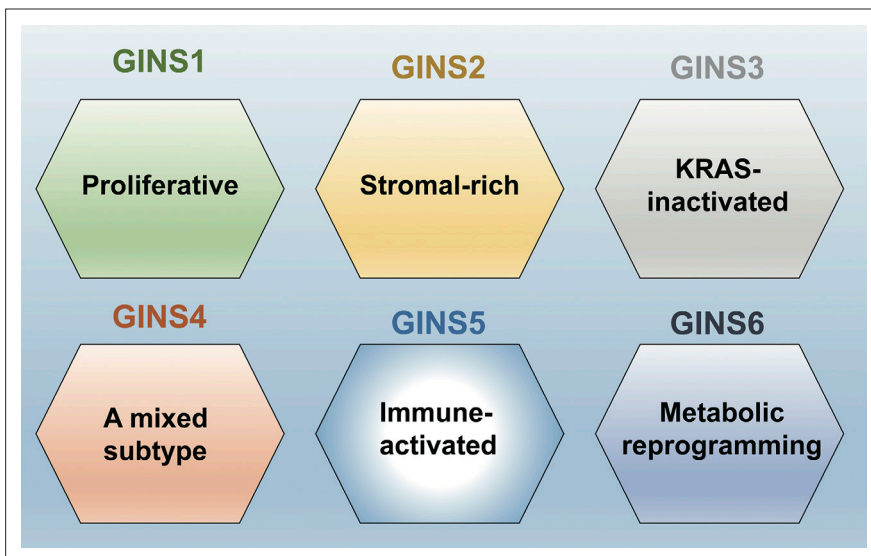 GINS1
GINS2
GINS3
Proliferative
Stromal-rich
KRAS-
inactivated
GINS4
GINS5
GINS6
A mixed
subtype
Immune-
activated
Metabolic
reprogramming